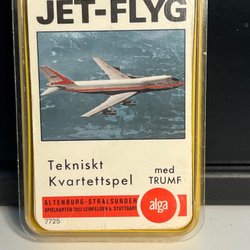 JET-FLYG
Tekniskt
Kvartettspel
med
TRUMF
ALTENBURG-STRALSUNDER
SPIELKARTEN 7022 LEINFELDEN b. STUTTGART
alga
7725